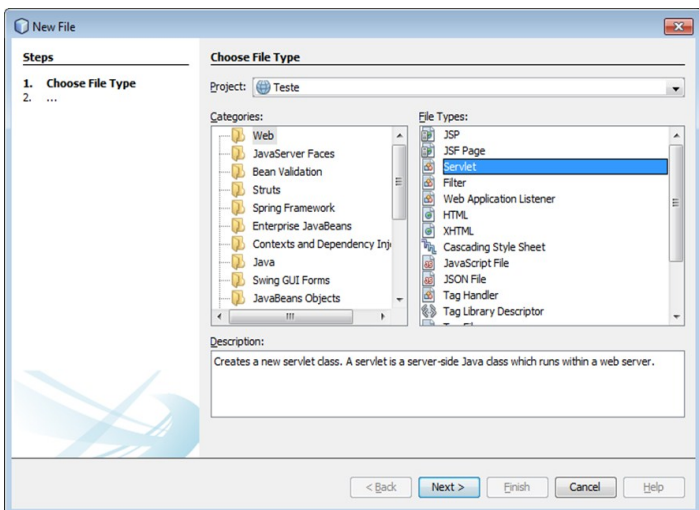 New File
Steps
1. Choose File Type
2. ...
Choose File Type
Project: Teste
Categories:
Web
JavaServer Faces
Bean Validation
Struts
Spring Framework
Enterprise JavaBeans
Contexts and Dependency Inj
Java
Swing GUI Forms
JavaBeans Objects
File Types:
JSP
JSF Page
Servlet
Filter
Web Application Listener
HTML
XHTML
Cascading Style Sheet
JavaScript File
JSON File
Tag Handler
Tag Library Descriptor
Description:
Creates a new servlet class. A servlet is a server-side Java class which runs within a web server.
< Back
Next >
Finish
Cancel
Help